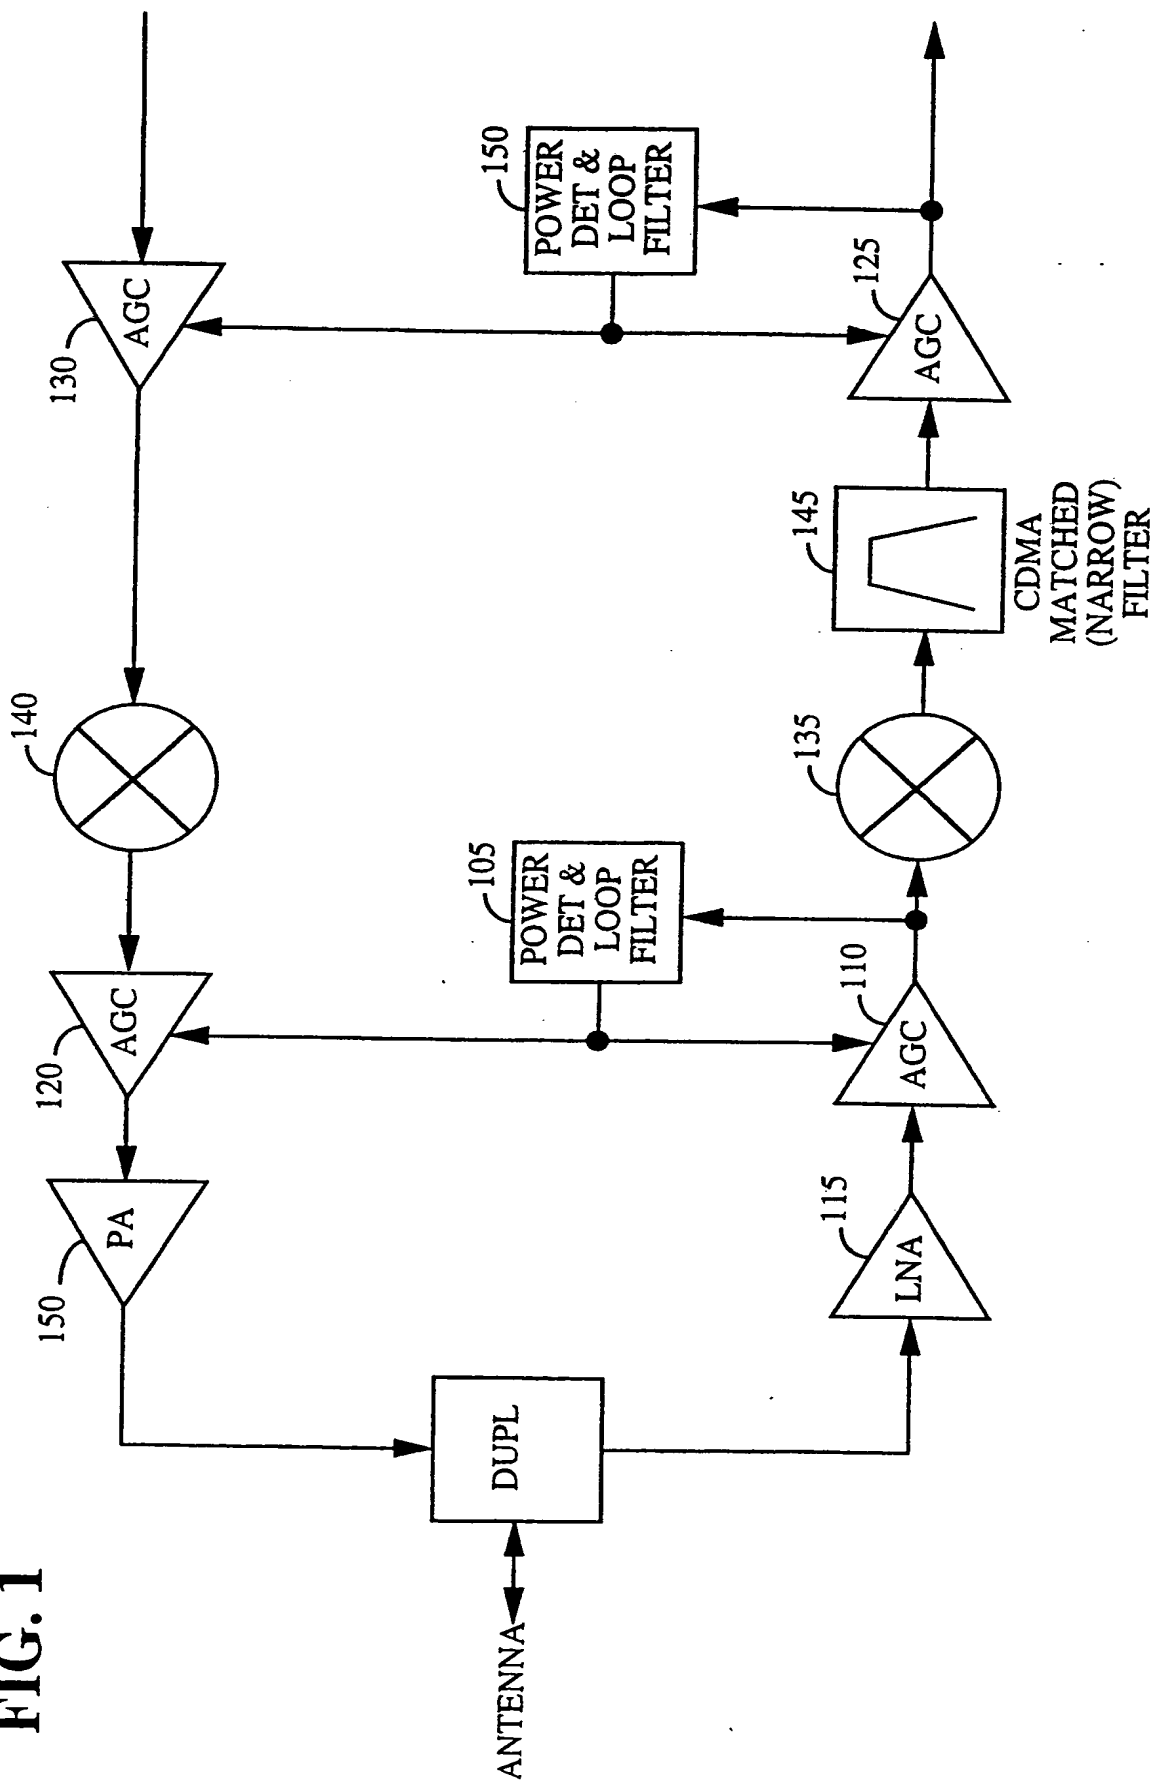 FIG. 1
150
PA
120
AGC
140
130
AGC
ANTENNA
DUPL
105
POWER
DET &
LOOP
FILTER
150
POWER
DET &
LOOP
FILTER
115
LNA
110
AGC
135
145
CDMA
MATCHED
(NARROW)
FILTER
125
AGC